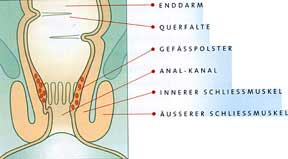 ENDDARM
QUERFALTE
GEFÄSSPOLSTER
ANAL-KANAL
INNERER SCHLIESSMUSKEL
ÄUSSERER SCHLIESSMUSKEL